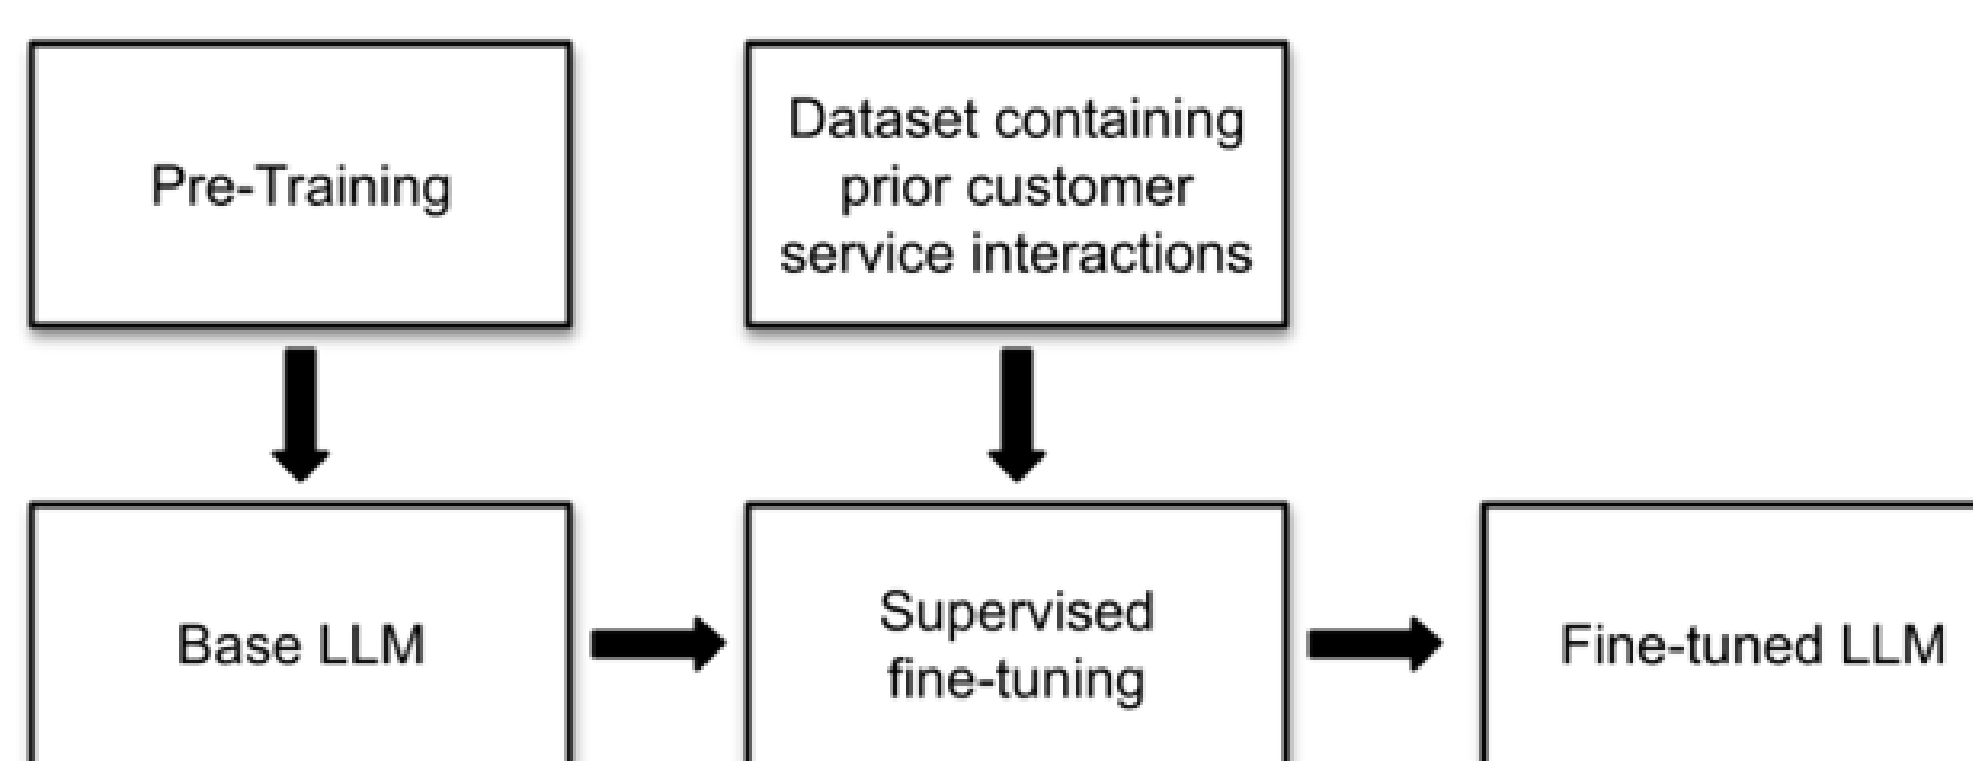 Pre-Training
Dataset containing
prior customer
service interactions
Base LLM
Supervised
fine-tuning
Fine-tuned LLM